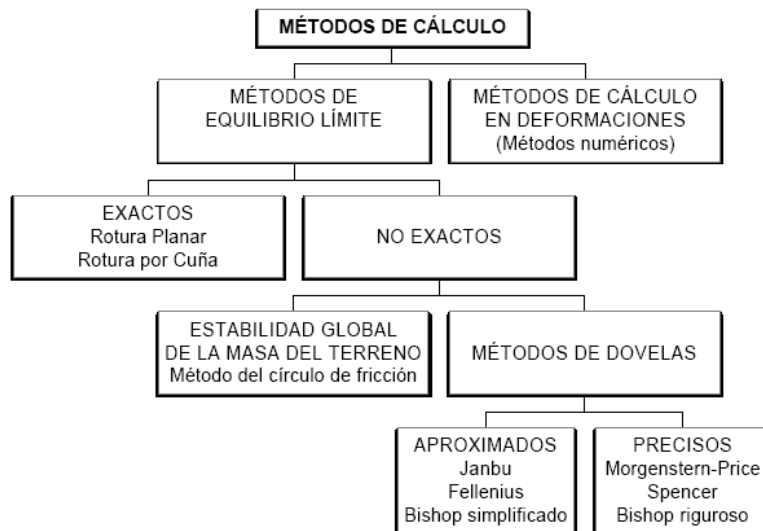 MÉTODOS DE CÁLCULO
MÉTODOS DE
EQUILIBRIO LÍMITE
MÉTODOS DE CÁLCULO
EN DEFORMACIONES
(Métodos numéricos)
EXACTOS
Rotura Planar
Rotura por Cuña
NO EXACTOS
ESTABILIDAD GLOBAL
DE LA MASA DEL TERRENO
Método del círculo de fricción
MÉTODOS DE DOVELAS
APROXIMADOS
Janbu
Fellenius
Bishop simplificado
PRECISOS
Morgenstern-Price
Spencer
Bishop riguroso